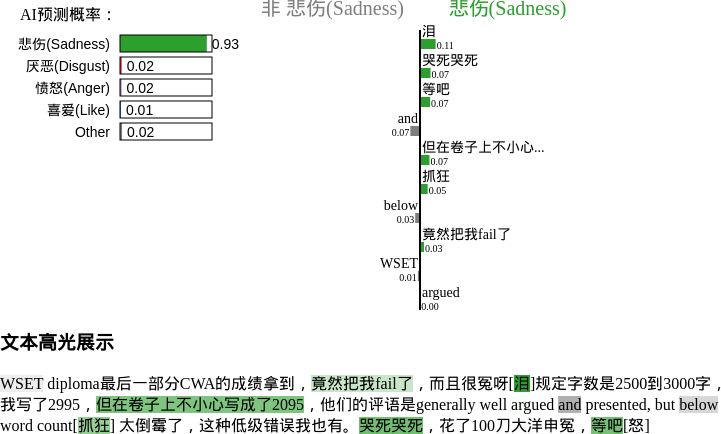 AI预测概率：
悲伤(Sadness) 0.93
厌恶(Disgust) 0.02
愤怒(Anger) 0.02
喜爱(Like) 0.01
Other 0.02
非 悲伤(Sadness) 悲伤(Sadness)
泪
0.11
哭死哭死
0.07
等吧
0.07
and
0.07
但在卷子上不小心...
0.07
抓狂
0.05
below
0.03
竟然把我fail了
0.03
WSET
0.01
argued
0.00
文本高光展示
WSET diploma最后一部分CWA的成绩拿到，竟然把我fail了，而且很冤呀[泪]规定字数是2500到3000字，
我写了2995，但在卷子上不小心写成了2095，他们的评语是generally well argued and presented, but below
word count[抓狂] 太倒霉了，这种低级错误我也有。哭死哭死，花了100刀大洋申冤，等吧[怒]